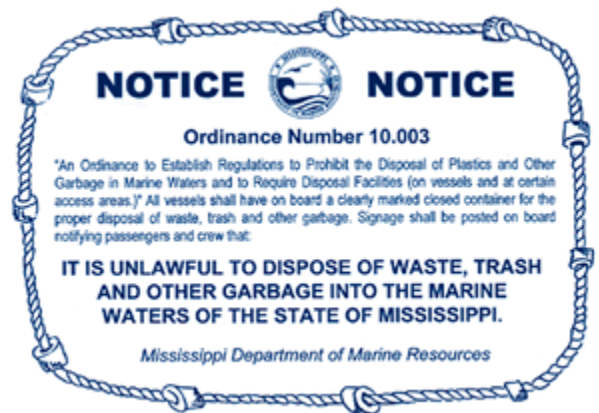 NOTICE NOTICE
Ordinance Number 10.003
"An Ordinance to Establish Regulations to Prohibit the Disposal of Plastics and Other
Garbage in Marine Waters and to Require Disposal Facilities (on vessels and at certain
access areas.)" All vessels shall have on board a clearly marked closed container for the
proper disposal of waste, trash and other garbage. Signage shall be posted on board
notifying passengers and crew that:
IT IS UNLAWFUL TO DISPOSE OF WASTE, TRASH
AND OTHER GARBAGE INTO THE MARINE
WATERS OF THE STATE OF MISSISSIPPI.
Mississippi Department of Marine Resources